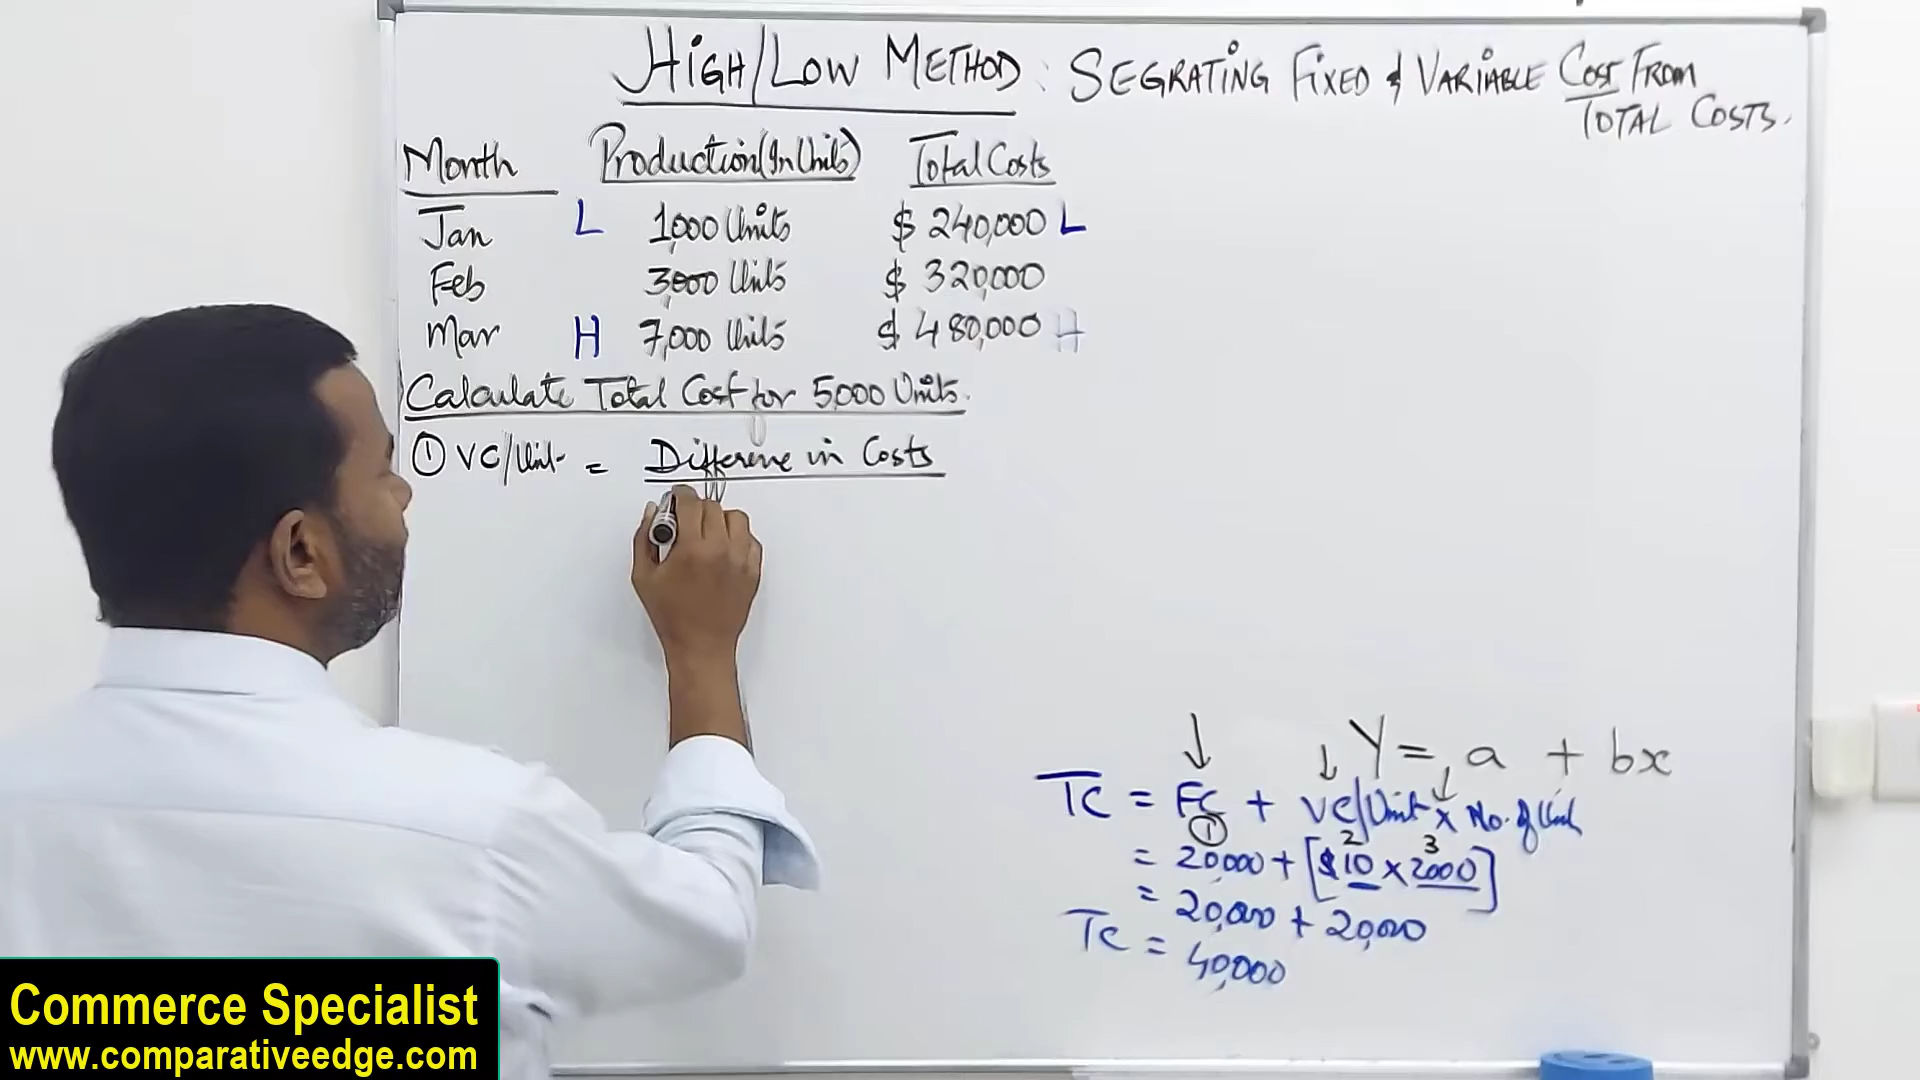 HIGH/LOW METHOD : SEGRATING FIXED & VARIABLE COST FROM
TOTAL COSTS.
Month Production (In Units) Total Costs
Jan L 1,000 Units $ 240,000 L
Feb 3,000 Units $ 320,000
Mar H 7,000 Units $ 480,000 H
Calculate Total Cost for 5,000 Units.
① VC/Unit = Difference in Costs
↓ ↓ Y = a + bx
↓
TC = FC + VC/Unit x No. of Unit
① 2 3
= 20,000 + [$10 x 2000]
= 20,000 + 20,000
TC = 40,000
Commerce Specialist
www.comparativeedge.com